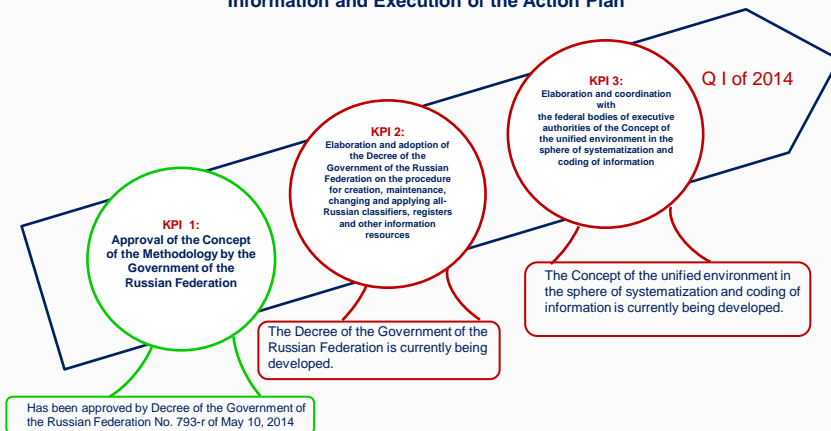 Information and Execution of the Action Plan
KPI 3:
Elaboration and coordination
with
the federal bodies of executive
authorities of the Concept of
the unified environment in the
sphere of systematization and
coding of information
Q I of 2014
KPI 2:
Elaboration and adoption of
the Decree of the
Government of the Russian
Federation on the procedure
for creation, maintenance,
changing and applying all-
Russian classifiers, registers
and other information
resources
KPI 1:
Approval of the Concept
of the Methodology by the
Government of the
Russian Federation
The Concept of the unified environment in
the sphere of systematization and coding of
information is currently being developed.
The Decree of the Government of the
Russian Federation is currently being
developed.
Has been approved by Decree of the Government of
the Russian Federation No. 793-r of May 10, 2014